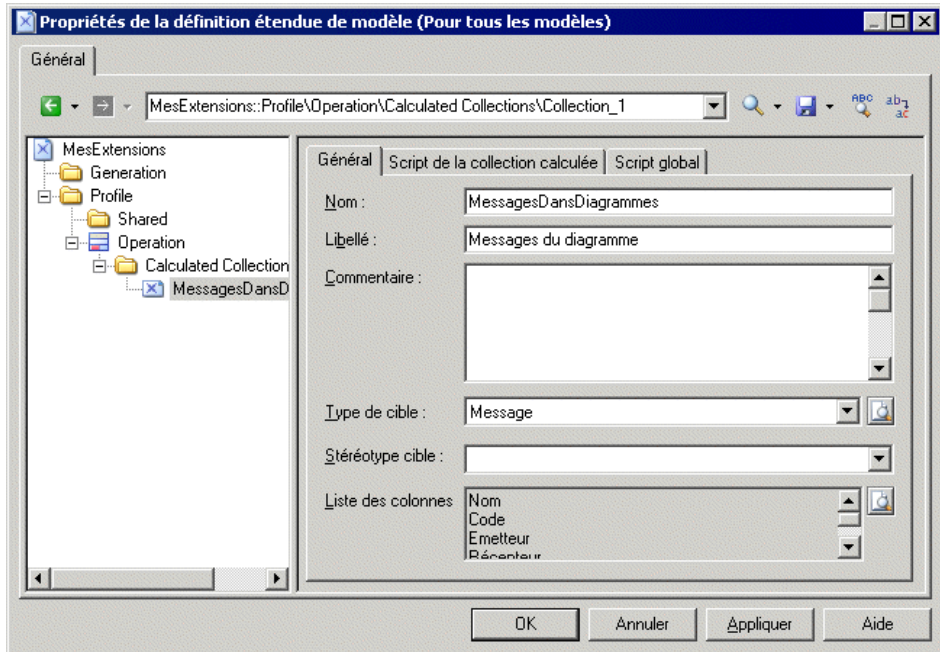 Propriétés de la définition étendue de modèle (Pour tous les modèles)
Général
MesExtensions::Profile\Operation\Calculated Collections\Collection_1
MesExtensions
Generation
Profile
Shared
Operation
Calculated Collection
MessagesDansD
Général Script de la collection calculée Script global
Nom : MessagesDansDiagrammes
Libellé : Messages du diagramme
Commentaire :
Type de cible : Message
Stéréotype cible :
Liste des colonnes Nom
Code
Emetteur
Récepteur
OK Annuler Appliquer Aide